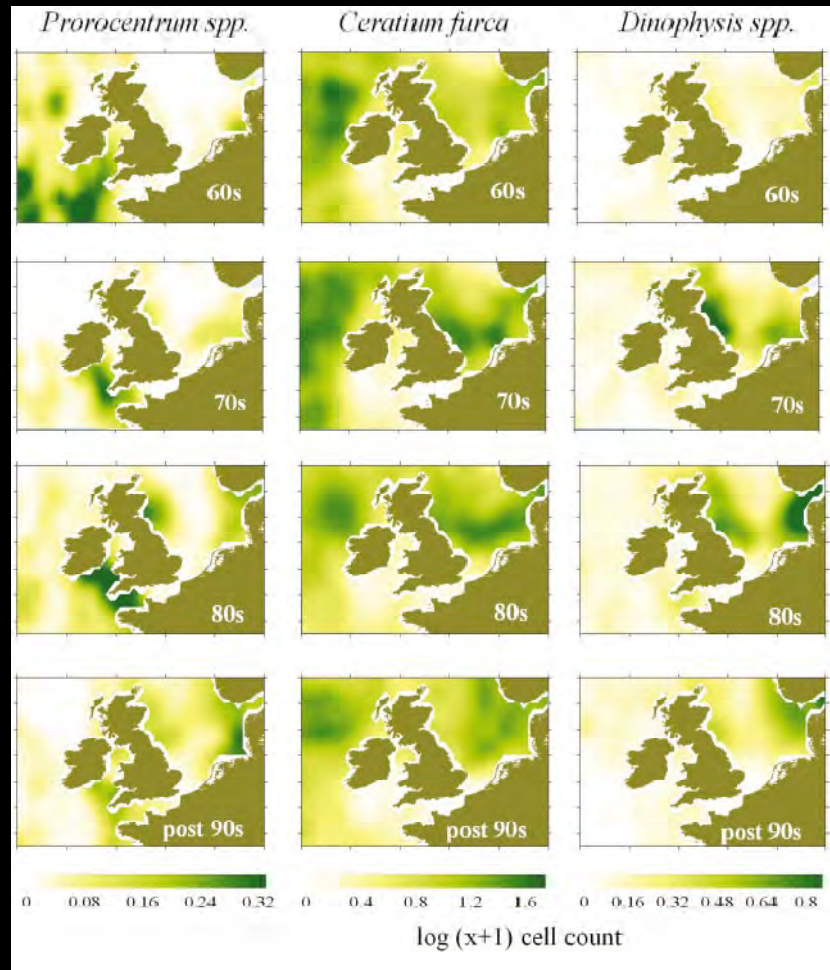 Prorocentrum spp. Ceratium furca Dinophysis spp.
60s 60s 60s
70s 70s 70s
80s 80s 80s
post 90s post 90s post 90s
0 0.08 0.16 0.24 0.32 0 0.4 0.8 1.2 1.6 0 0.16 0.32 0.48 0.64 0.8
log (x+1) cell count